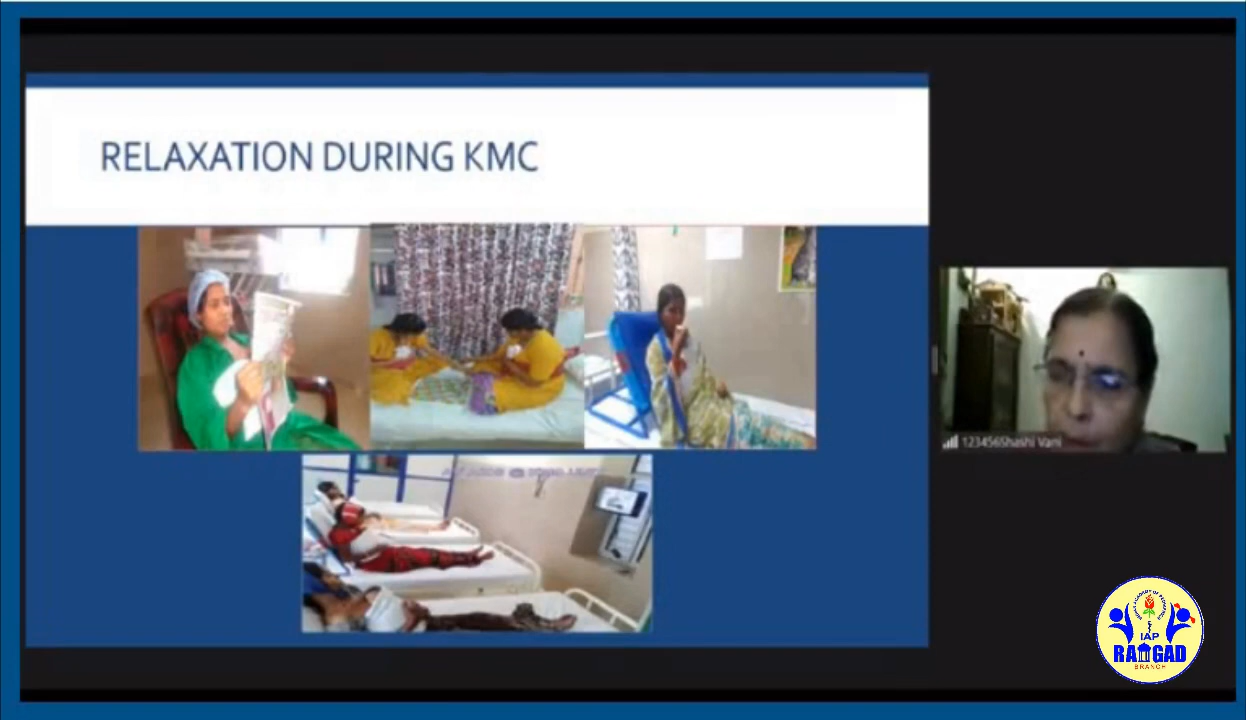 RELAXATION DURING KMC
123456Shashi Vani
IAP
RAIGAD
BRANCH